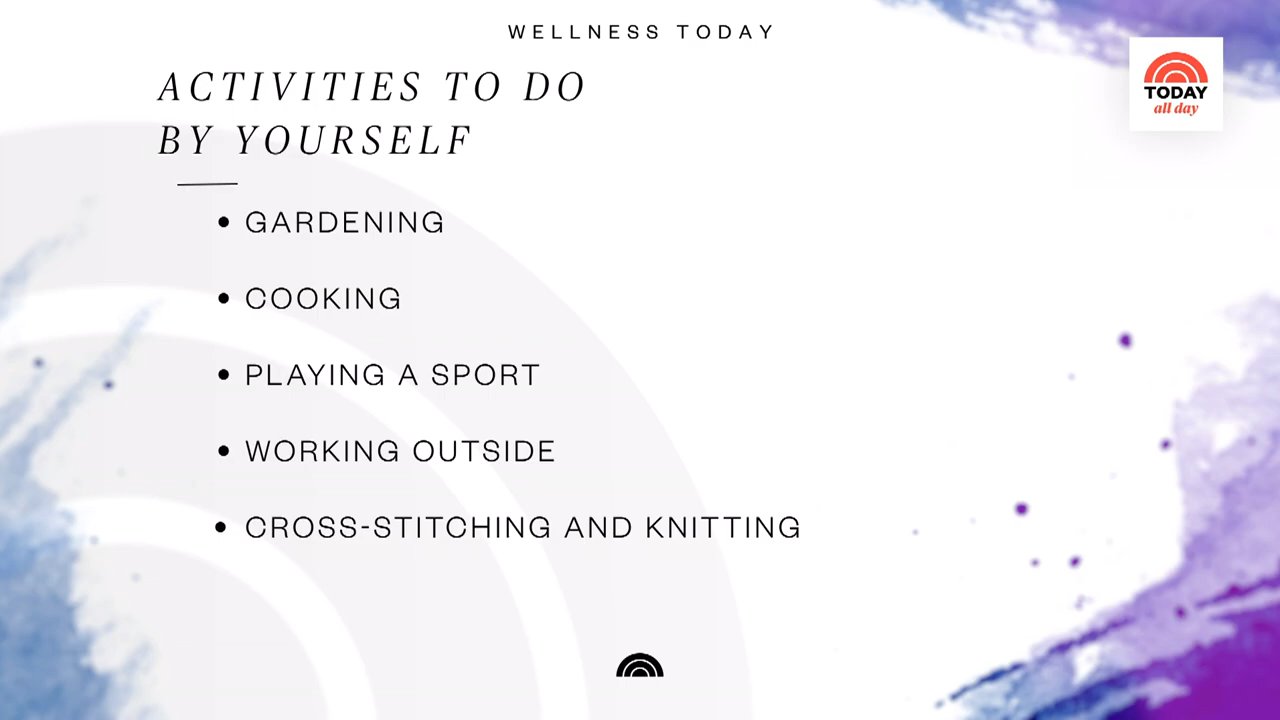 WELLNESS TODAY
ACTIVITIES TO DO
BY YOURSELF
TODAY
all day
• GARDENING
• COOKING
• PLAYING A SPORT
• WORKING OUTSIDE
• CROSS-STITCHING AND KNITTING